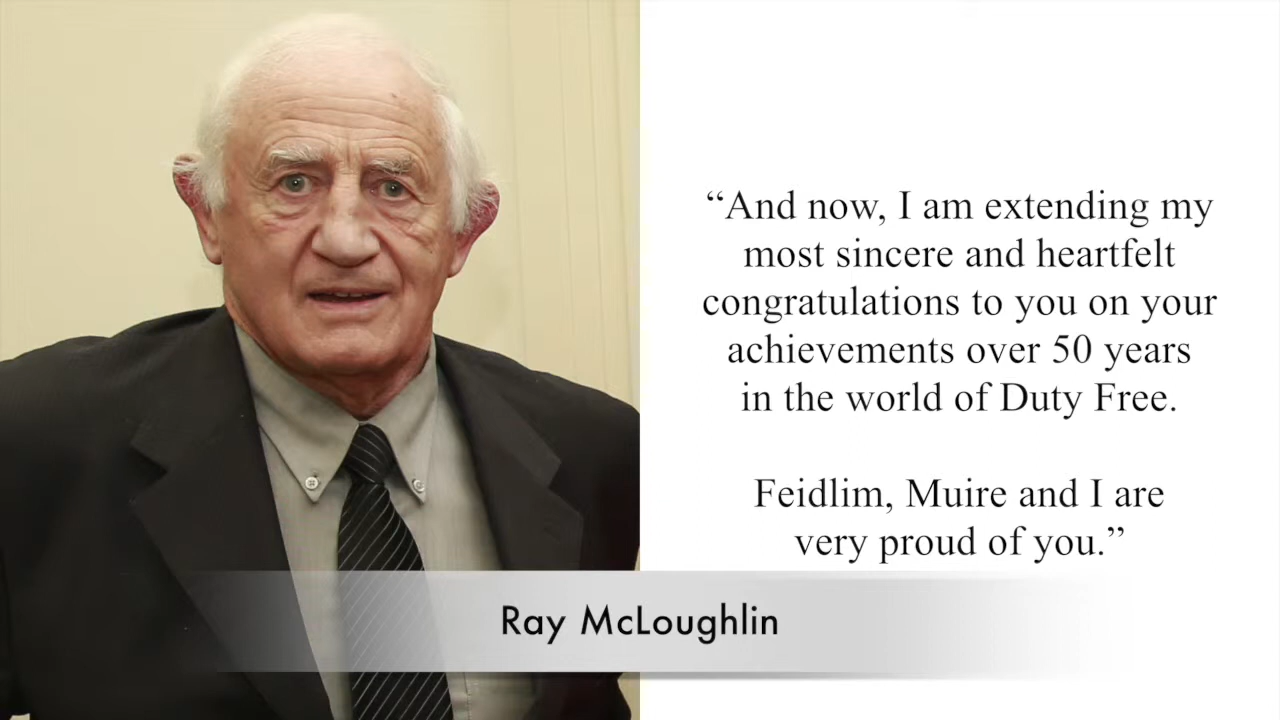 “And now, I am extending my
most sincere and heartfelt
congratulations to you on your
achievements over 50 years
in the world of Duty Free.
Feidlim, Muire and I are
very proud of you.”
Ray McLoughlin